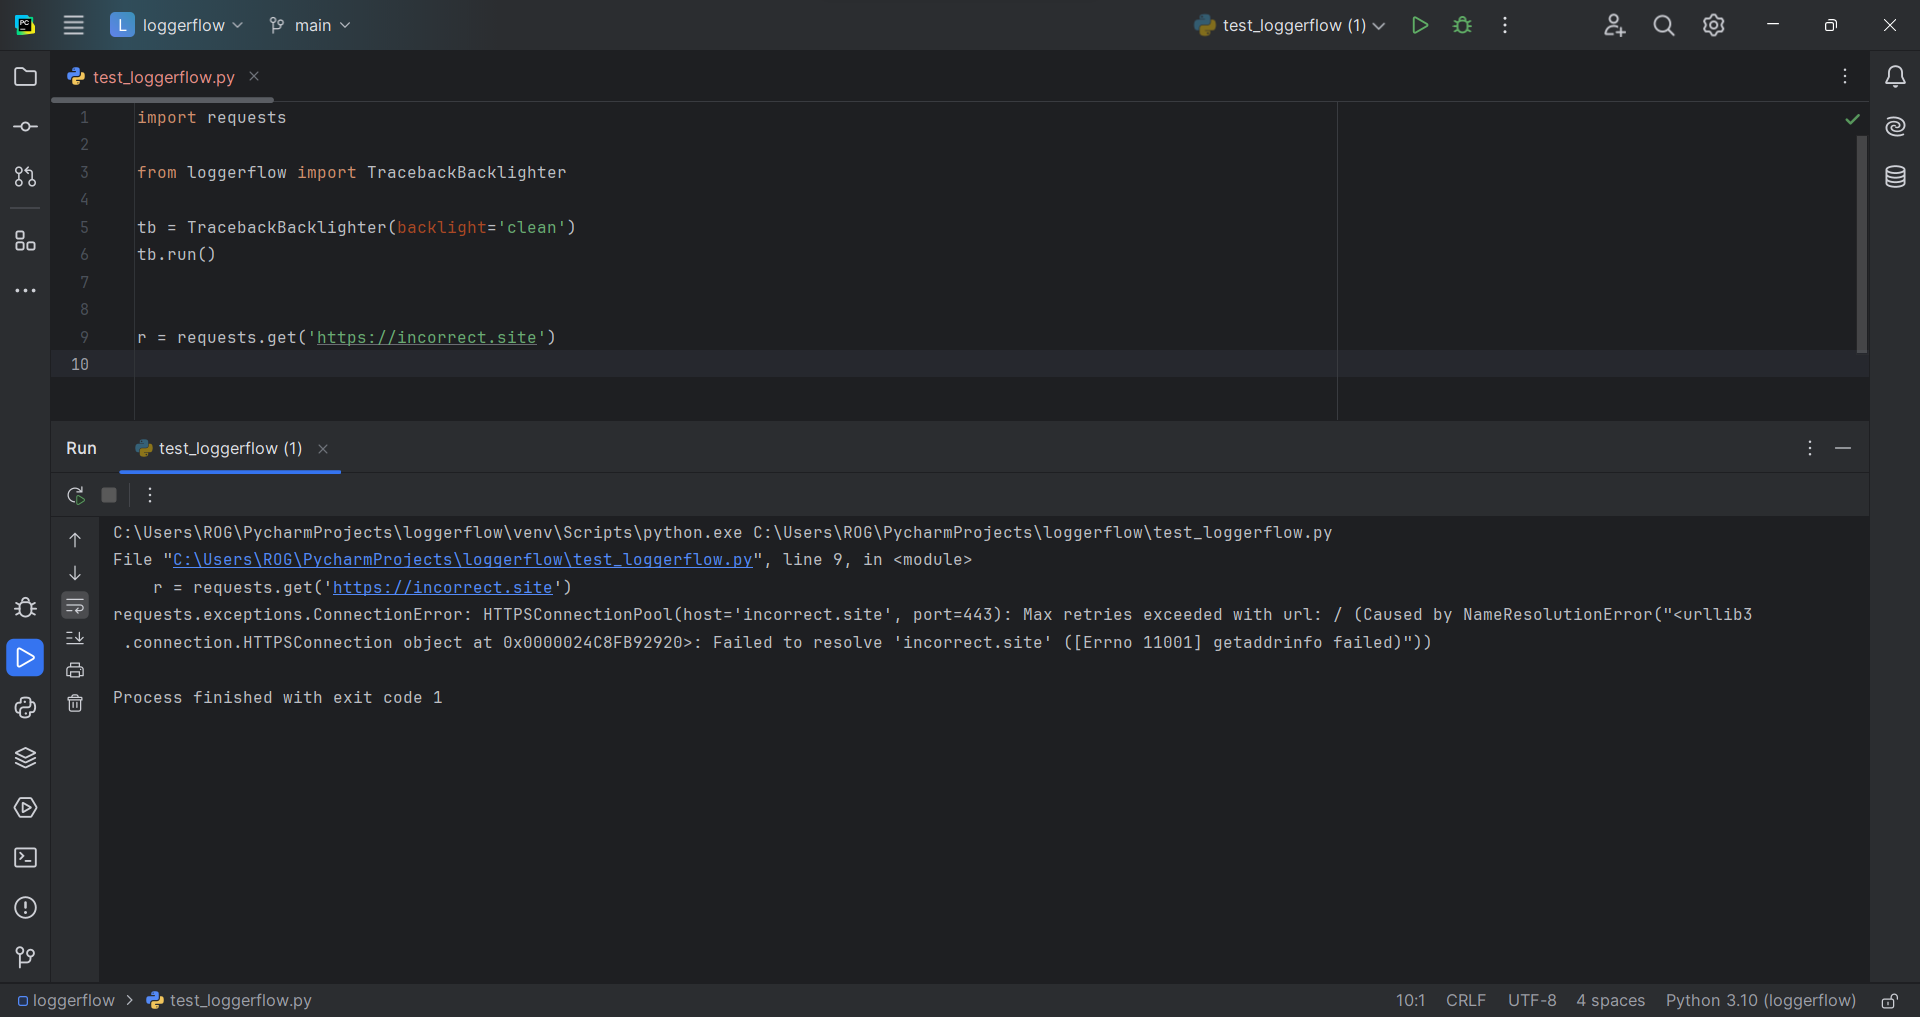 PC
L loggerflow main test_loggerflow (1)
test_loggerflow.py
1 import requests
2
3 from loggerflow import TracebackBacklighter
4
5 tb = TracebackBacklighter(backlight='clean')
6 tb.run()
7
8
9 r = requests.get('https://incorrect.site')
10
Run test_loggerflow (1)
C:\Users\ROG\PycharmProjects\loggerflow\venv\Scripts\python.exe C:\Users\ROG\PycharmProjects\loggerflow\test_loggerflow.py
File "C:\Users\ROG\PycharmProjects\loggerflow\test_loggerflow.py", line 9, in <module>
    r = requests.get('https://incorrect.site')
requests.exceptions.ConnectionError: HTTPSConnectionPool(host='incorrect.site', port=443): Max retries exceeded with url: / (Caused by NameResolutionError("<urllib3
 .connection.HTTPSConnection object at 0x0000024C8FB92920>: Failed to resolve 'incorrect.site' ([Errno 11001] getaddrinfo failed)"))
Process finished with exit code 1
loggerflow > test_loggerflow.py 10:1 CRLF UTF-8 4 spaces Python 3.10 (loggerflow)